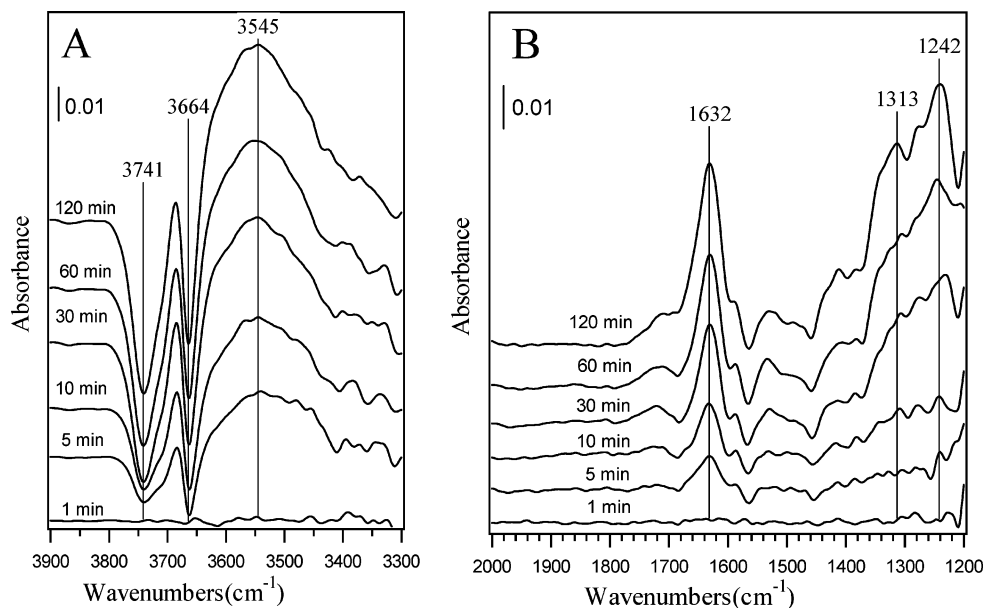 A
3545
0.01
3664
3741
120 min
60 min
30 min
10 min
5 min
1 min
Absorbance
3900 3800 3700 3600 3500 3400 3300
Wavenumbers(cm-1)
B
1242
0.01
1313
1632
120 min
60 min
30 min
10 min
5 min
1 min
Absorbance
2000 1900 1800 1700 1600 1500 1400 1300 1200
Wavenumbers(cm-1)